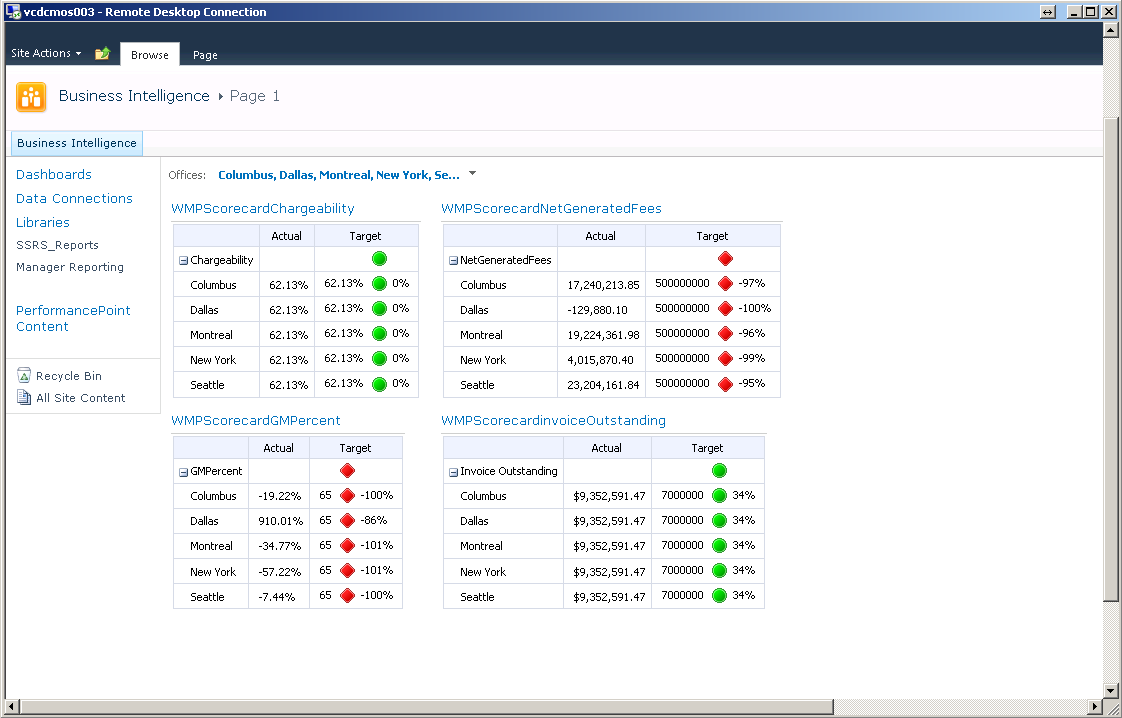 vcdcmos003 - Remote Desktop Connection
Site Actions Browse Page
Business Intelligence Page 1
Business Intelligence
Dashboards
Data Connections
Libraries
SSRS_Reports
Manager Reporting
PerformancePoint
Content
Recycle Bin
All Site Content
Offices: Columbus, Dallas, Montreal, New York, Se...
WMPScorecardChargeability
Actual Target
Chargeability
Columbus 62.13% 62.13% 0%
Dallas 62.13% 62.13% 0%
Montreal 62.13% 62.13% 0%
New York 62.13% 62.13% 0%
Seattle 62.13% 62.13% 0%
WMPScorecardNetGeneratedFees
Actual Target
NetGeneratedFees
Columbus 17,240,213.85 500000000 -97%
Dallas -129,880.10 500000000 -100%
Montreal 19,224,361.98 500000000 -96%
New York 4,015,870.40 500000000 -99%
Seattle 23,204,161.84 500000000 -95%
WMPScorecardGMPercent
Actual Target
GMPercent
Columbus -19.22% 65 -100%
Dallas 910.01% 65 -86%
Montreal -34.77% 65 -101%
New York -57.22% 65 -101%
Seattle -7.44% 65 -100%
WMPScorecardinvoiceOutstanding
Actual Target
Invoice Outstanding
Columbus $9,352,591.47 7000000 34%
Dallas $9,352,591.47 7000000 34%
Montreal $9,352,591.47 7000000 34%
New York $9,352,591.47 7000000 34%
Seattle $9,352,591.47 7000000 34%